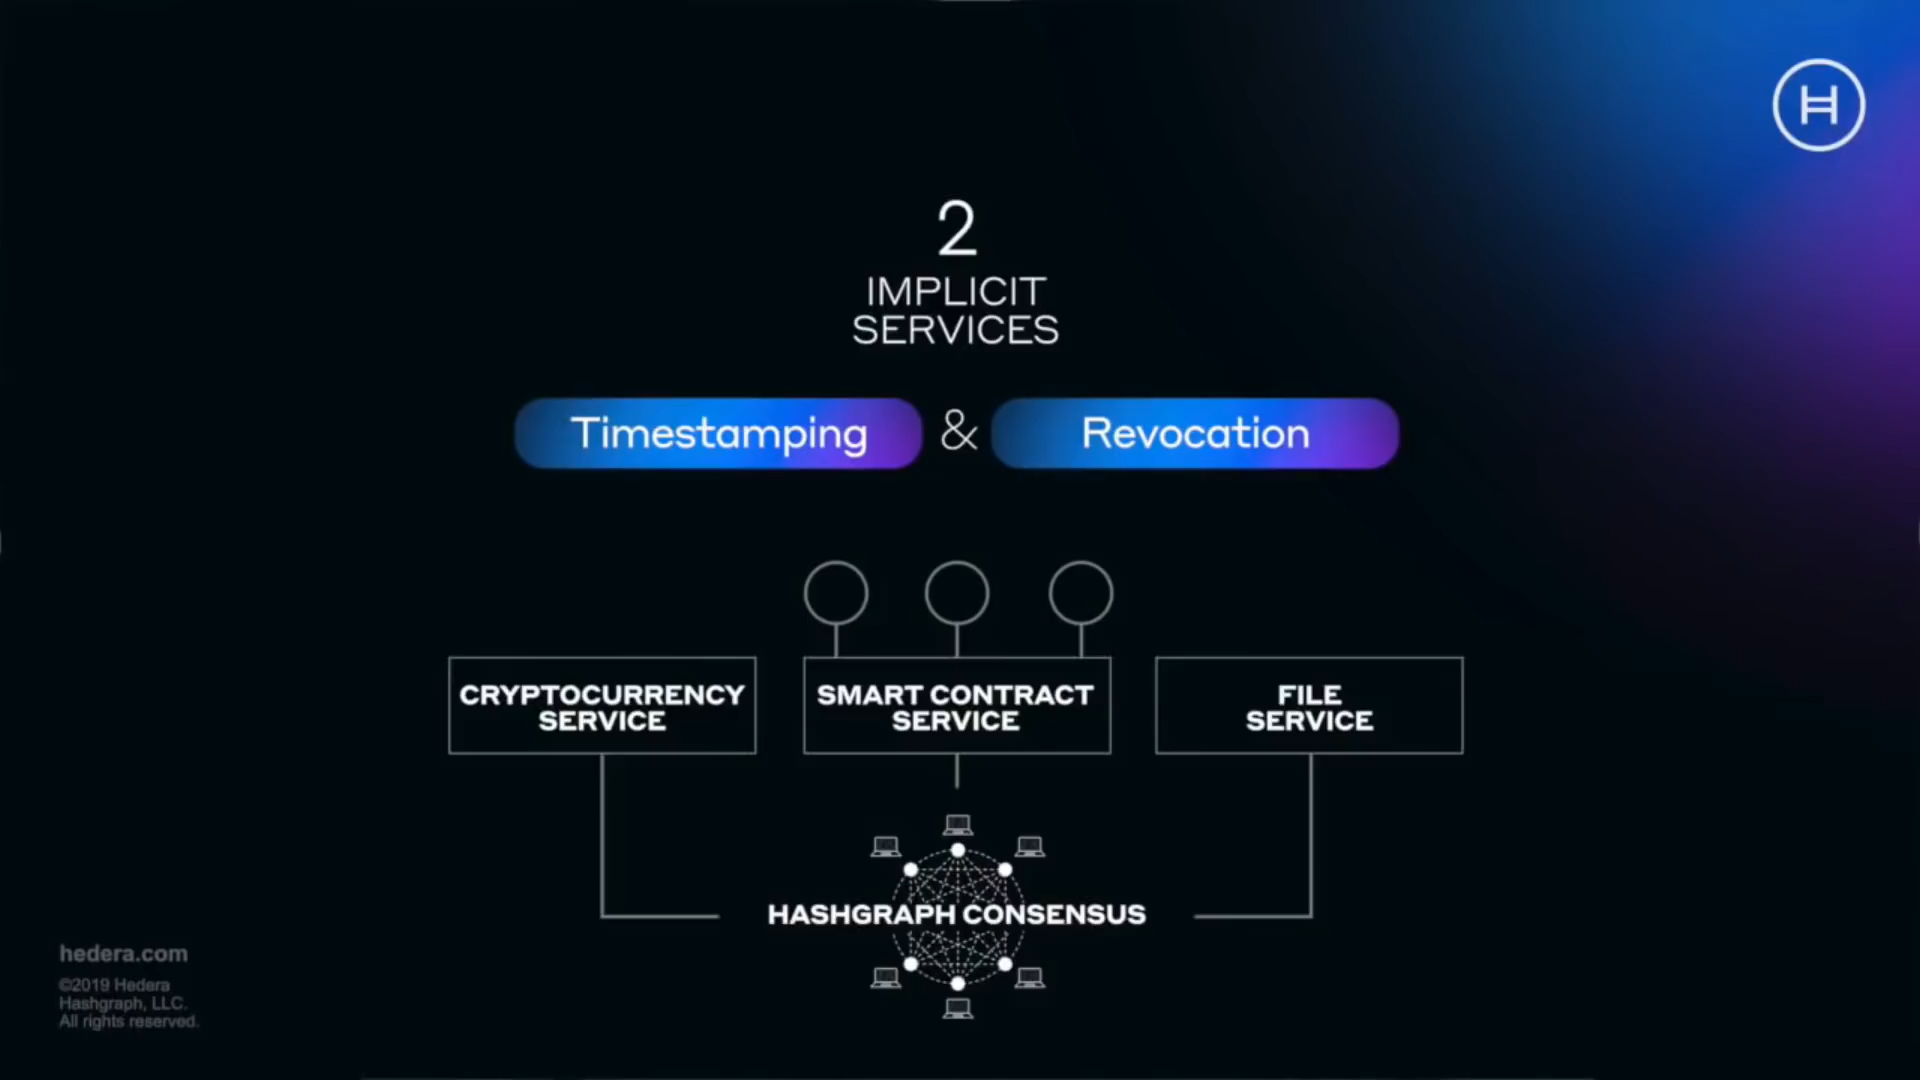 2
IMPLICIT
SERVICES
Timestamping & Revocation
CRYPTOCURRENCY
SERVICE
SMART CONTRACT
SERVICE
FILE
SERVICE
HASHGRAPH CONSENSUS
hedera.com
©2019 Hedera
Hashgraph, LLC.
All rights reserved.